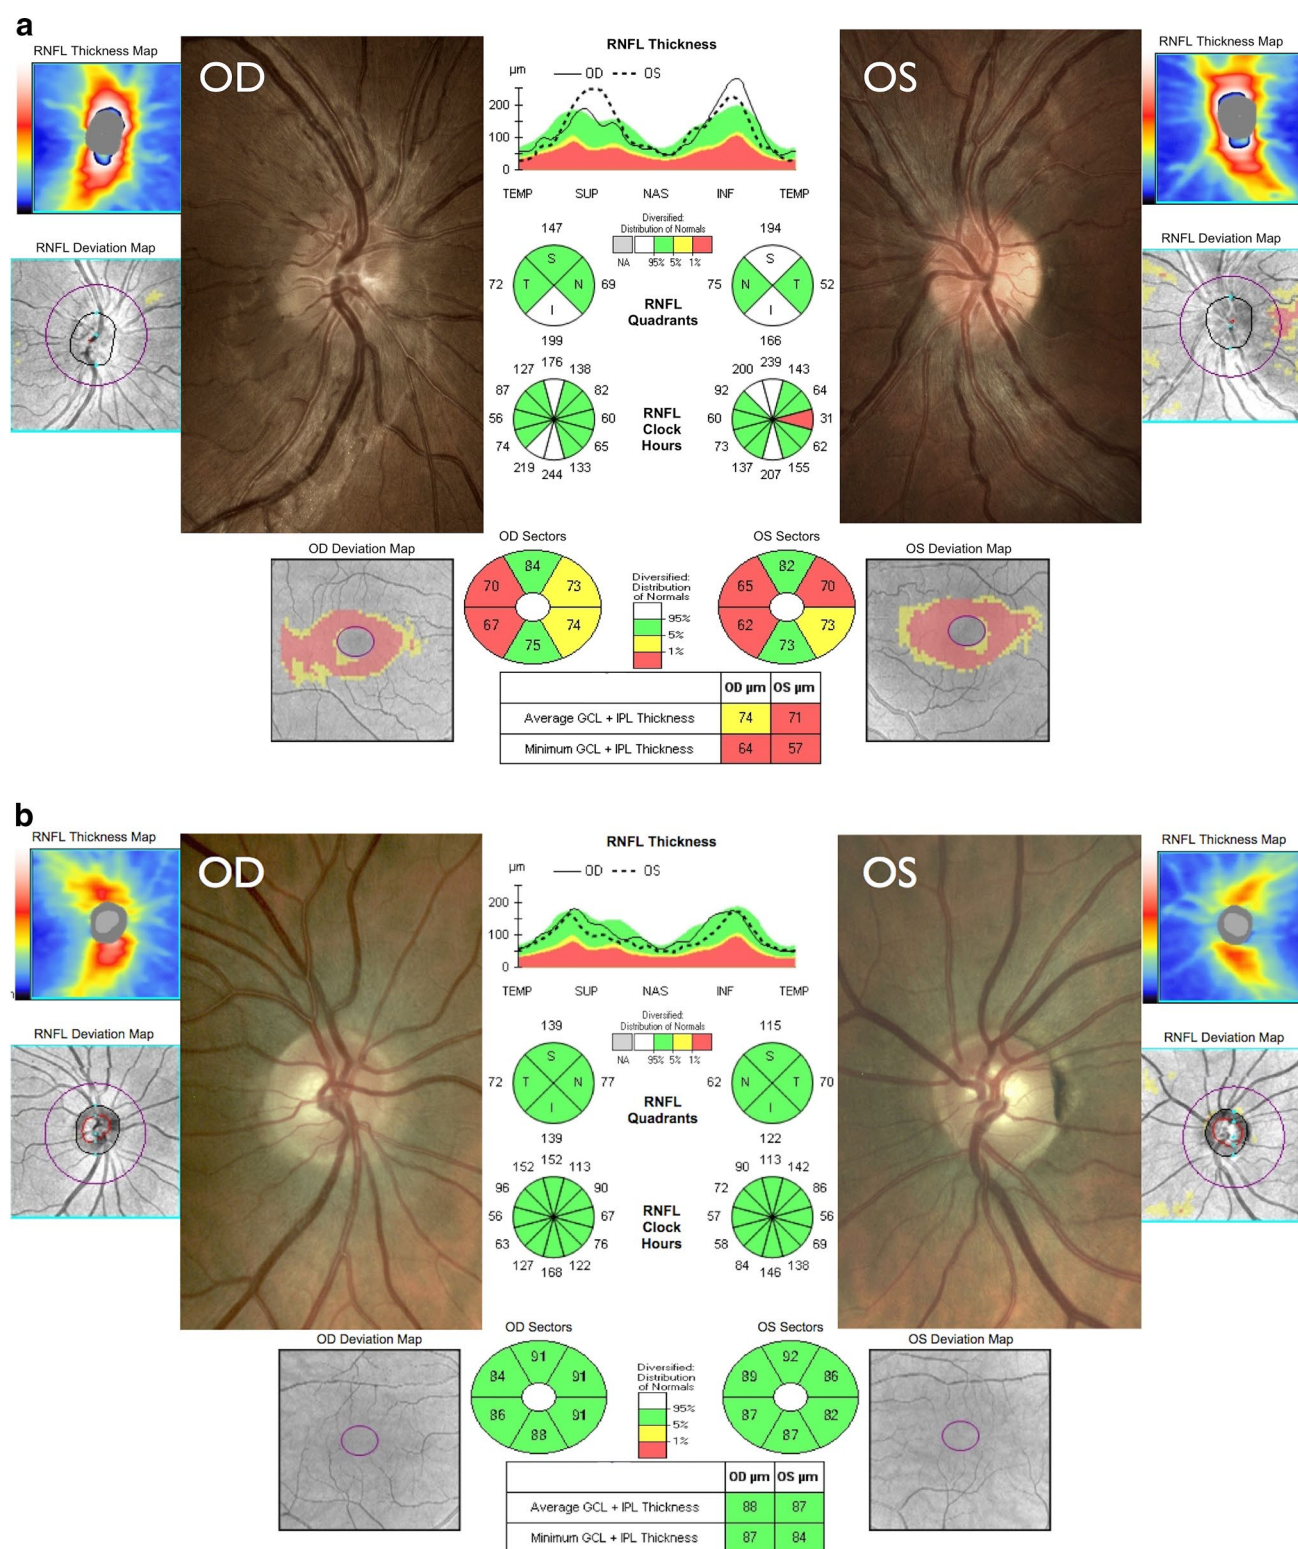 a
RNFL Thickness Map
OD
RNFL Thickness
µm
OD OS
200
100
0
TEMP SUP NAS INF TEMP
OS
RNFL Thickness Map
RNFL Deviation Map
147
Diversified:
Distribution of Normals
NA 95% 5% 1%
194
S
72 T N 69
I
199
RNFL
Quadrants
S
75 N T 52
I
166
RNFL Deviation Map
176
127 138
87 82
56 60
74 65
219 133
244
RNFL
Clock
Hours
239
200 143
92 64
60 31
73 62
137 155
207
OD Deviation Map
OD Sectors
84
70 73
67 74
75
Diversified:
Distribution
of Normals
95%
5%
1%
OS Sectors
82
65 70
62 73
73
OS Deviation Map
OD µm OS µm
Average GCL + IPL Thickness 74 71
Minimum GCL + IPL Thickness 64 57
b
RNFL Thickness Map
OD
RNFL Thickness
µm
OD OS
200
100
0
TEMP SUP NAS INF TEMP
OS
RNFL Thickness Map
RNFL Deviation Map
139
Diversified:
Distribution of Normals
NA 95% 5% 1%
115
S
72 T N 77
I
139
RNFL
Quadrants
S
62 N T 70
I
122
RNFL Deviation Map
152
152 113
96 90
56 67
63 76
127 122
168
RNFL
Clock
Hours
113
90 142
72 86
57 56
58 69
84 138
146
OD Deviation Map
OD Sectors
91
84 91
86 91
88
Diversified:
Distribution
of Normals
95%
5%
1%
OS Sectors
92
89 86
87 82
87
OS Deviation Map
OD µm OS µm
Average GCL + IPL Thickness 88 87
Minimum GCL + IPL Thickness 87 84